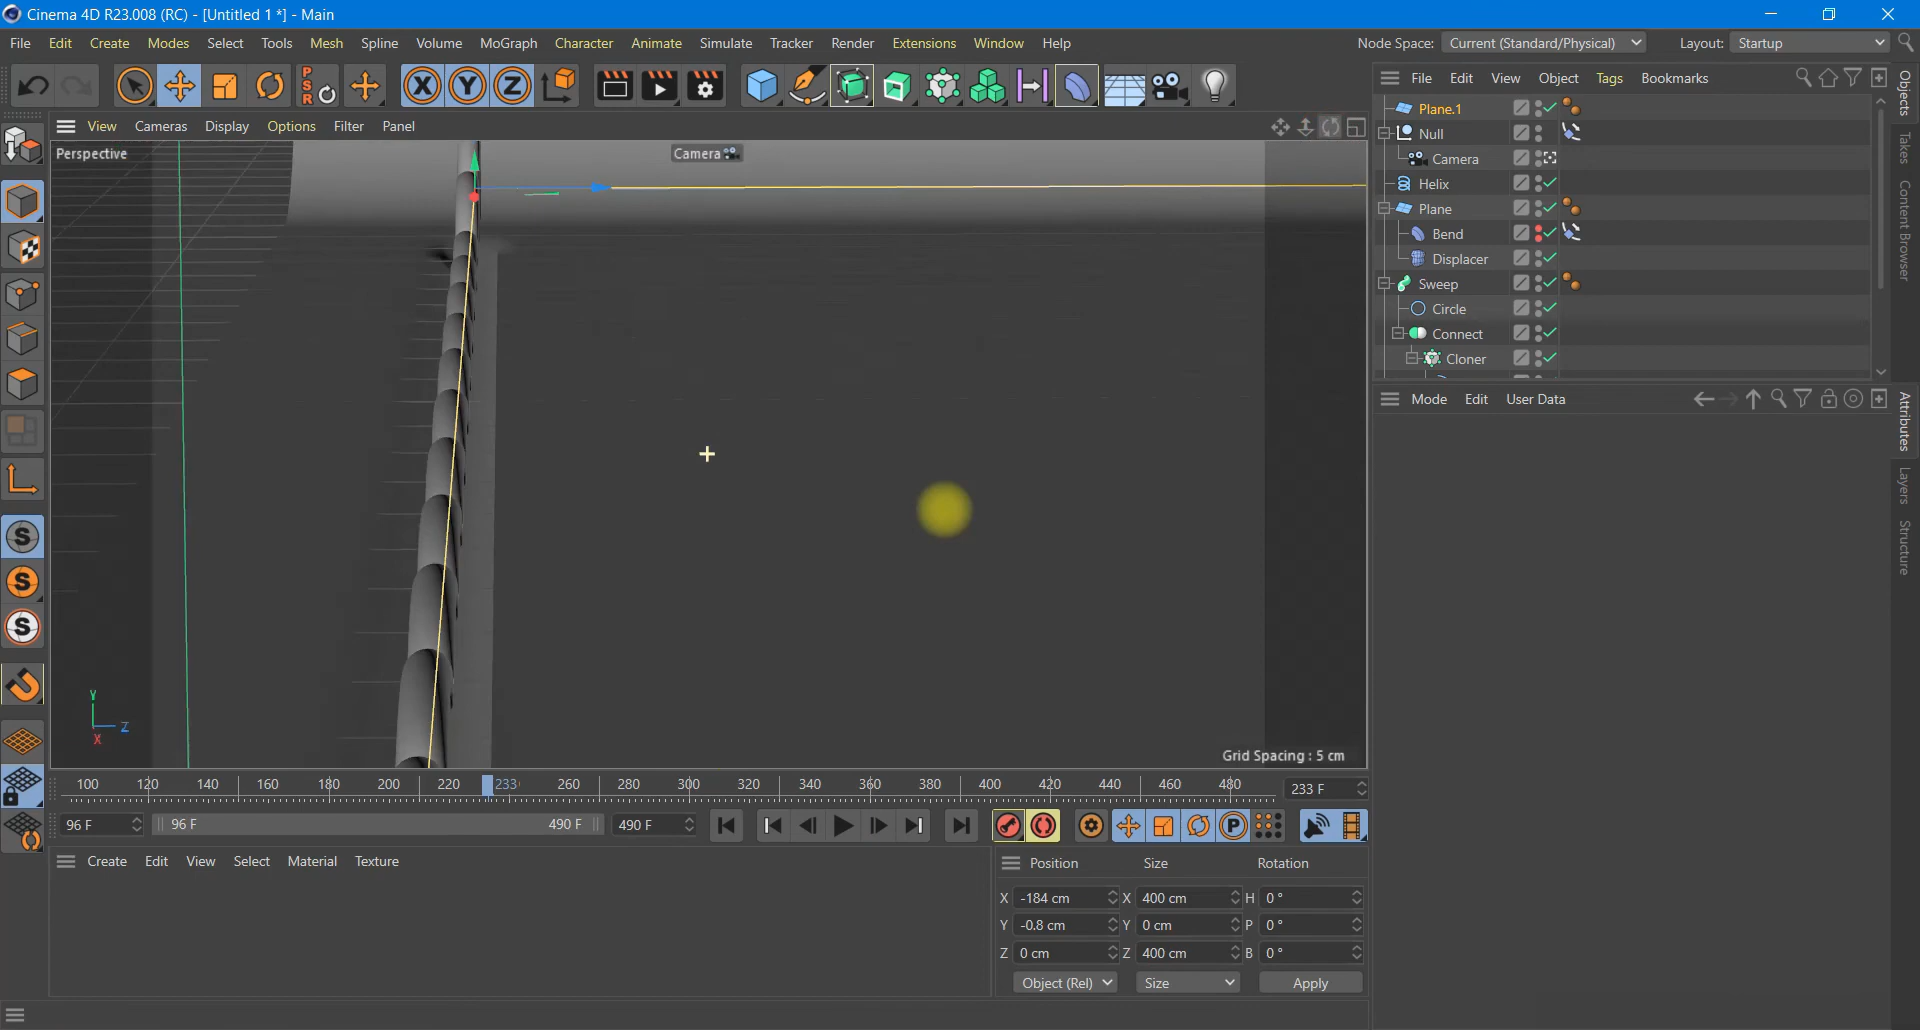 Cinema 4D R23.008 (RC) - [Untitled 1 *] - Main
File Edit Create Modes Select Tools Mesh Spline Volume MoGraph Character Animate Simulate Tracker Render Extensions Window Help Node Space: Current (Standard/Physical) Layout: Startup
PSR X Y Z
File Edit View Object Tags Bookmarks
Objects
Takes
Content Browser
View Cameras Display Options Filter Panel
Perspective
Camera
Plane.1
Null
Camera
Helix
Plane
Bend
Displacer
Sweep
Circle
Connect
Cloner
Mode Edit User Data
Attributes
Layers
Structure
S
S
S
Y
Z
X
Grid Spacing : 5 cm
100 120 140 160 180 200 220 233 260 280 300 320 340 360 380 400 420 440 460 480 233 F
96 F 96 F 490 F 490 F P
Create Edit View Select Material Texture
Position Size Rotation
X -184 cm X 400 cm H 0 °
Y -0.8 cm Y 0 cm P 0 °
Z 0 cm Z 400 cm B 0 °
Object (Rel) Size Apply